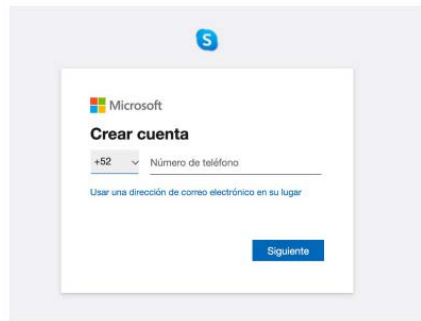 S
Microsoft
Crear cuenta
+52 Número de teléfono
Usar una dirección de correo electrónico en su lugar
Siguiente